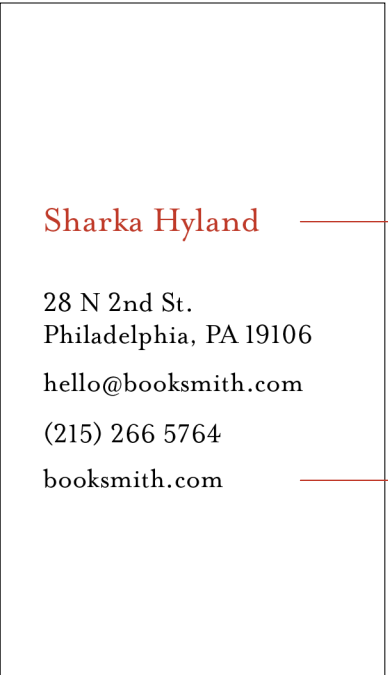 Sharka Hyland
28 N 2nd St.
Philadelphia, PA 19106
hello@booksmith.com
(215) 266 5764
booksmith.com